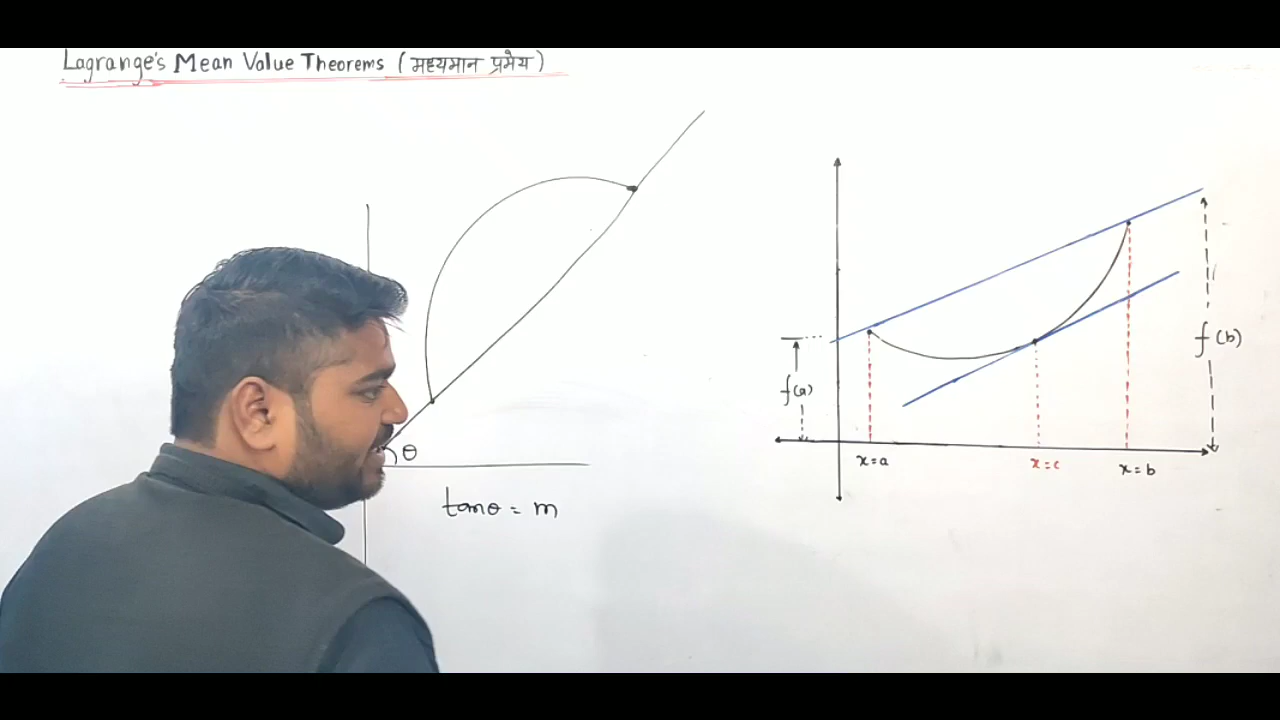 Lagrange's Mean Value Theorems (मध्यमान प्रमेय)
θ
tanθ = m
f(a)
f(b)
x=a
x=c
x=b